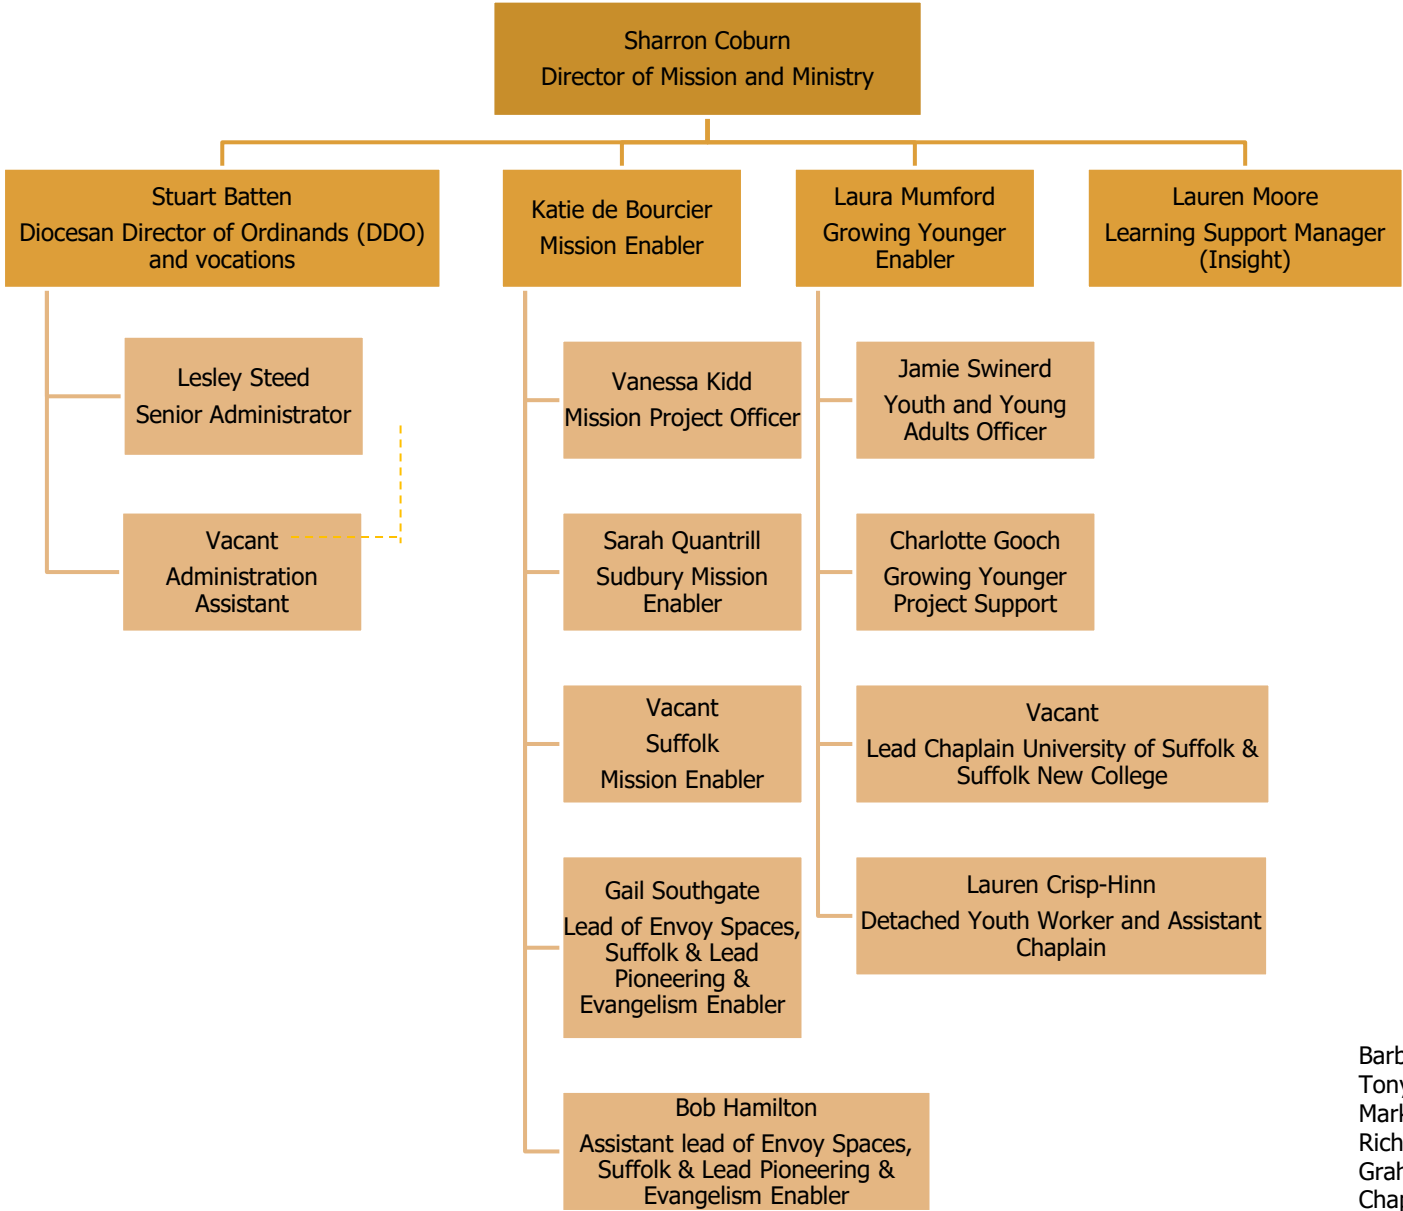 Sharron Coburn
Director of Mission and Ministry
Stuart Batten
Diocesan Director of Ordinands (DDO)
and vocations
Katie de Bourcier
Mission Enabler
Laura Mumford
Growing Younger
Enabler
Lauren Moore
Learning Support Manager
(Insight)
Lesley Steed
Senior Administrator
Vacant
Administration
Assistant
Vanessa Kidd
Mission Project Officer
Sarah Quantrill
Sudbury Mission
Enabler
Vacant
Suffolk
Mission Enabler
Gail Southgate
Lead of Envoy Spaces,
Suffolk & Lead
Pioneering &
Evangelism Enabler
Bob Hamilton
Assistant lead of Envoy Spaces,
Suffolk & Lead Pioneering &
Evangelism Enabler
Jamie Swinerd
Youth and Young
Adults Officer
Charlotte Gooch
Growing Younger
Project Support
Vacant
Lead Chaplain University of Suffolk &
Suffolk New College
Lauren Crisp-Hinn
Detached Youth Worker and Assistant
Chaplain